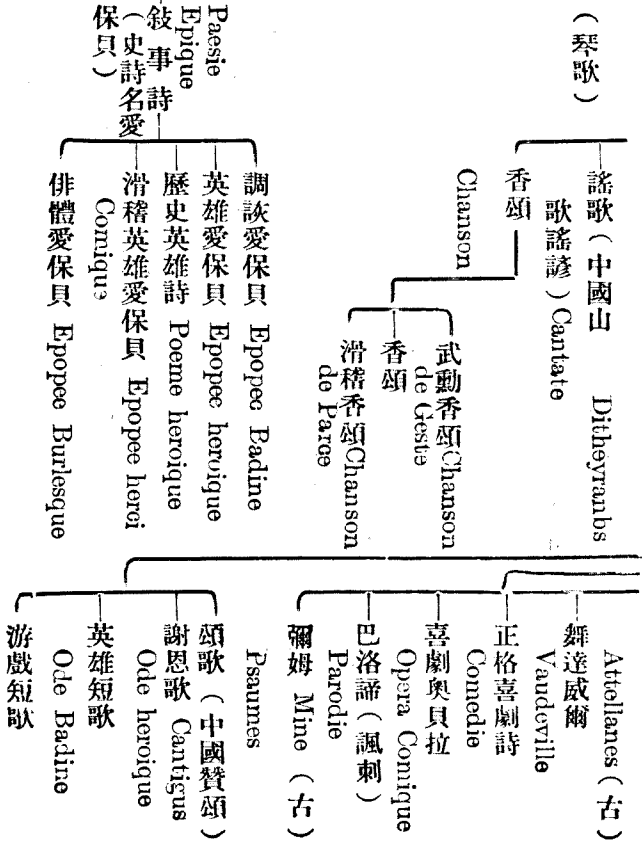 （琴歌）
Ditheyranbs
謠歌（中國山
歌謠諺）Cantate
香頌
Chanson
武勳香頌Chanson
de Geste
香頌
滑稽香頌Chanson
de Parce
Paesie
Epique
敍事詩
（史詩名愛
保貝）
調詼愛保貝 Epopec Eadine
英雄愛保貝 Epopee heroique
歷史英雄詩 Poeme heroique
滑稽英雄愛保貝 Epopee herci
Comique
俳體愛保貝 Epopee Burlesque
Attollanes（古）
舞達威爾
Vaudeville
正格喜劇詩
Comedie
喜劇奧貝拉
Opera Comique
巴洛諦（諷刺）
Parodie
彌姆 Mine（古）
Psaumes
頌歌（中國贊頌）
謝恩歌 Cantigus
Ode heroique
英雄短歌
Ode Badine
游戲短歌